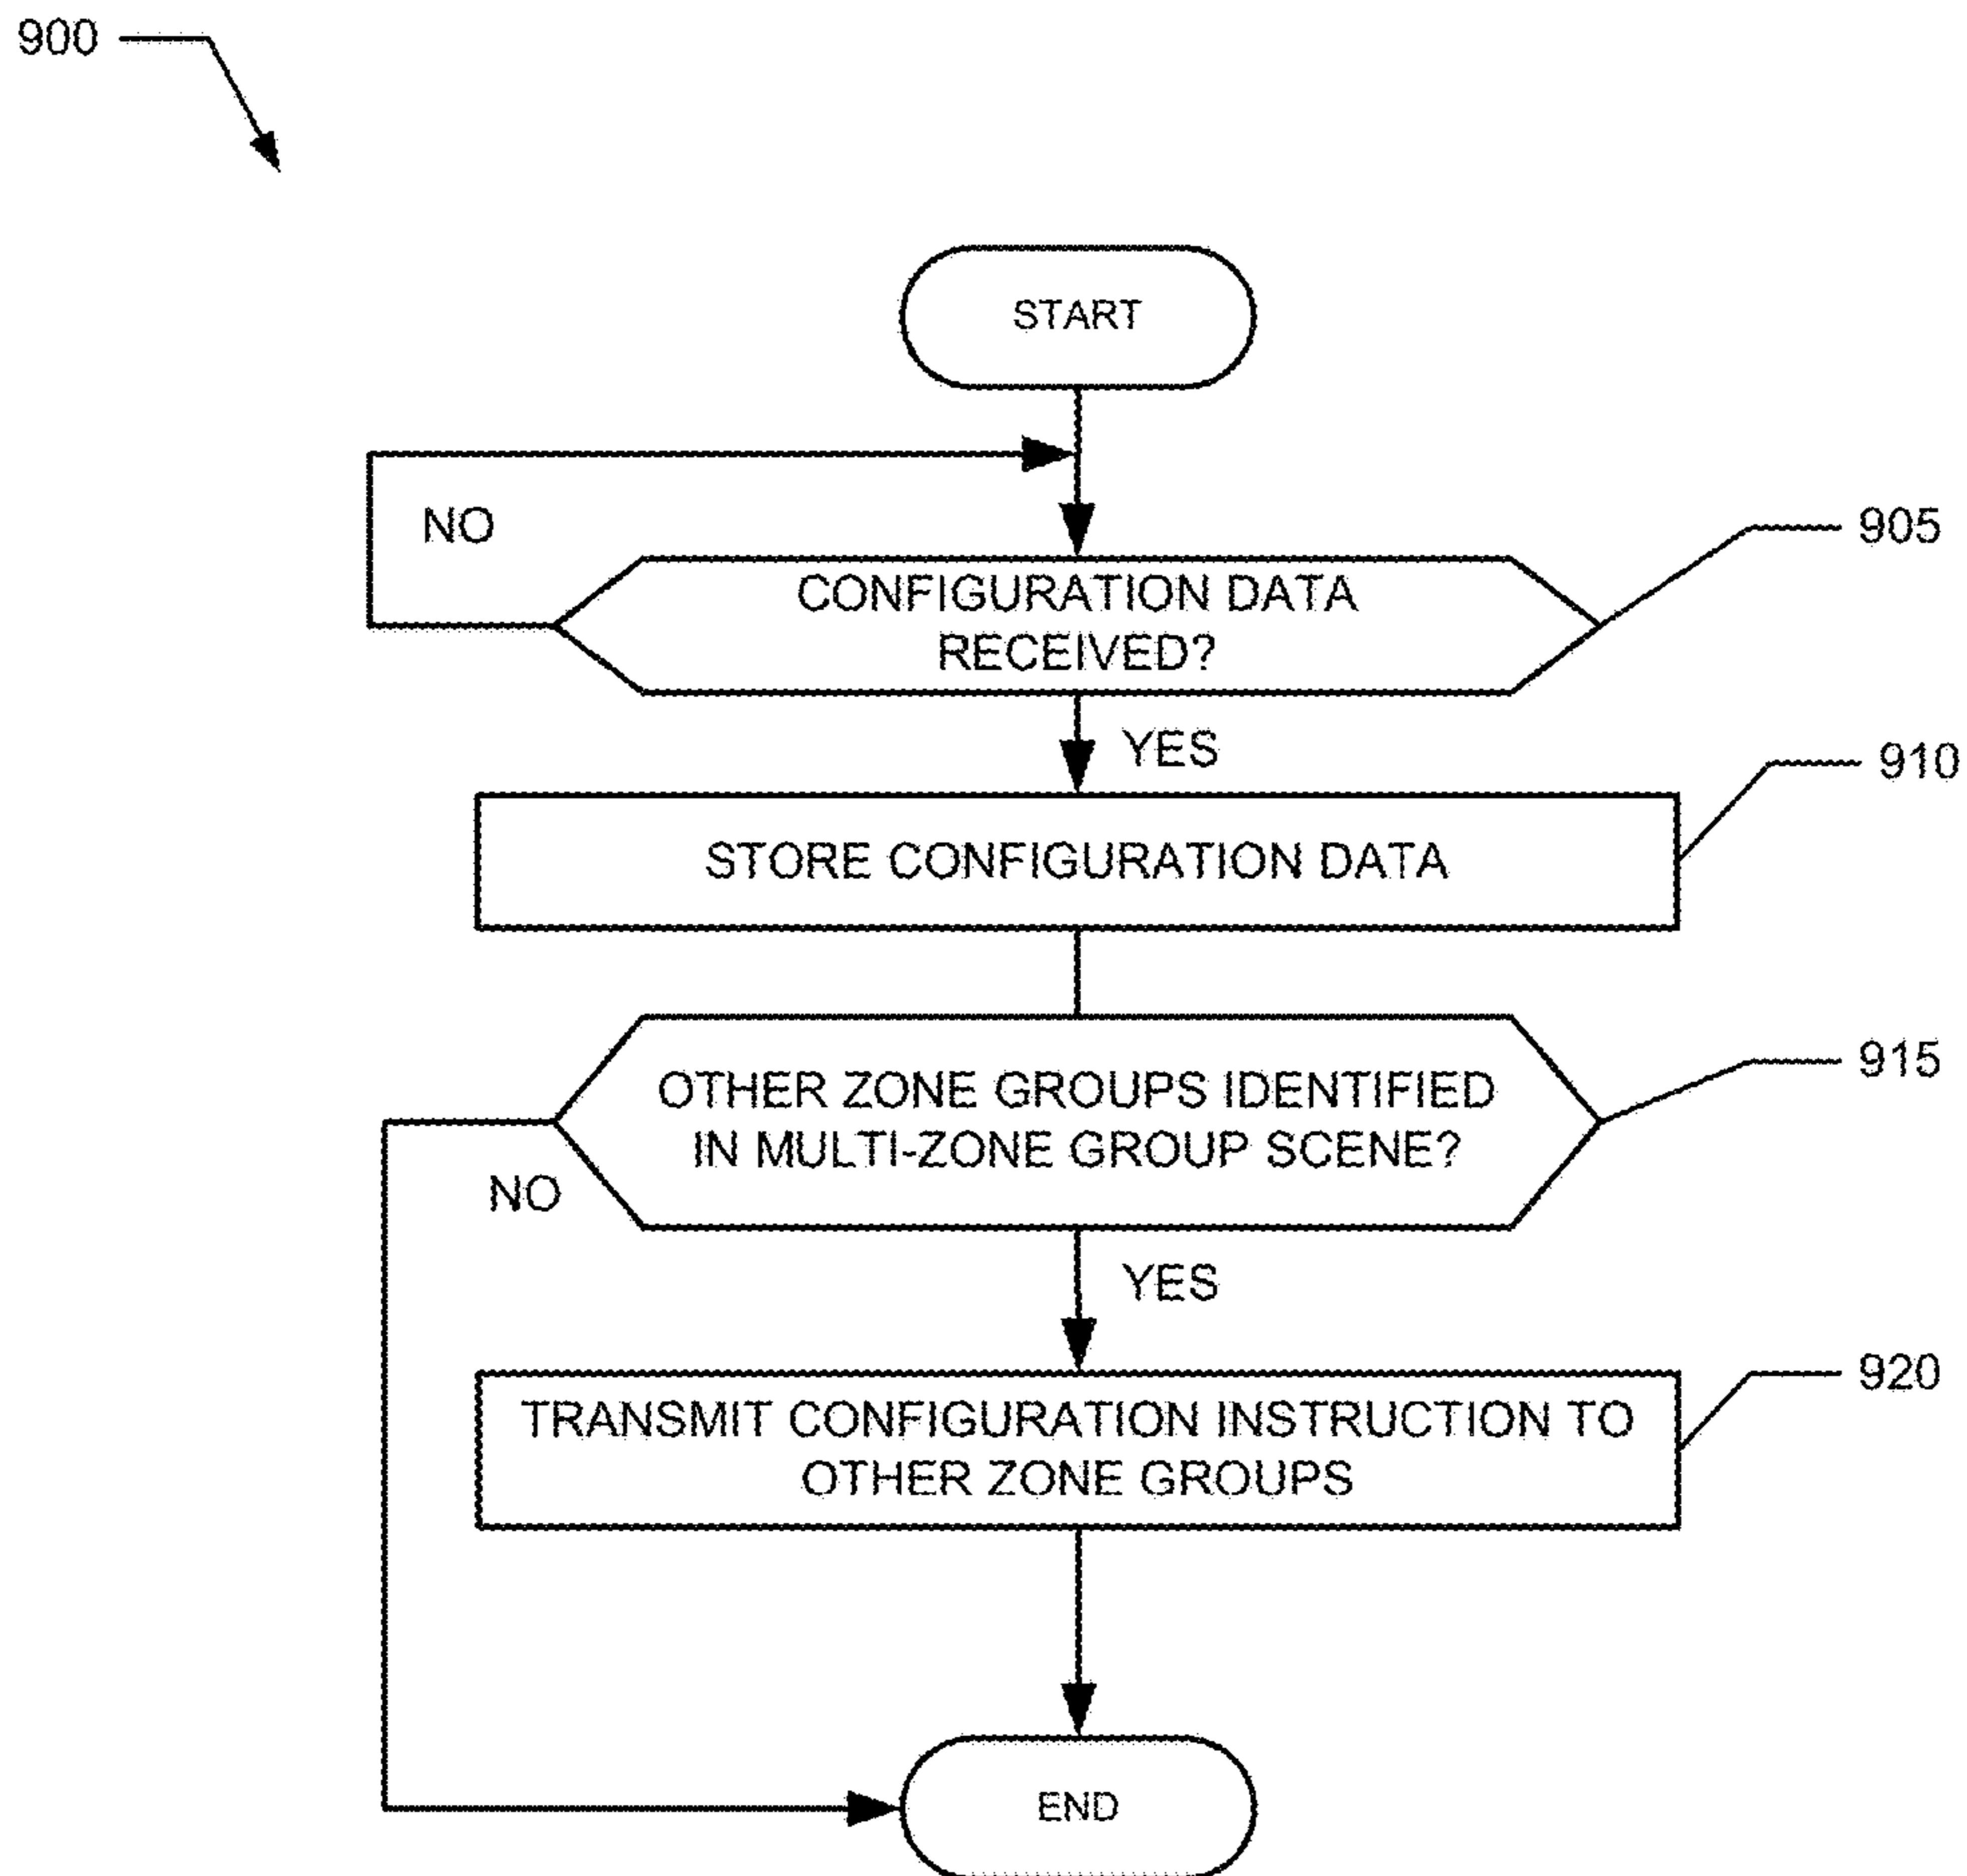 900
START
NO
905
CONFIGURATION DATA
RECEIVED?
YES
910
STORE CONFIGURATION DATA
915
OTHER ZONE GROUPS IDENTIFIED
IN MULTI-ZONE GROUP SCENE?
NO
YES
920
TRANSMIT CONFIGURATION INSTRUCTION TO
OTHER ZONE GROUPS
END